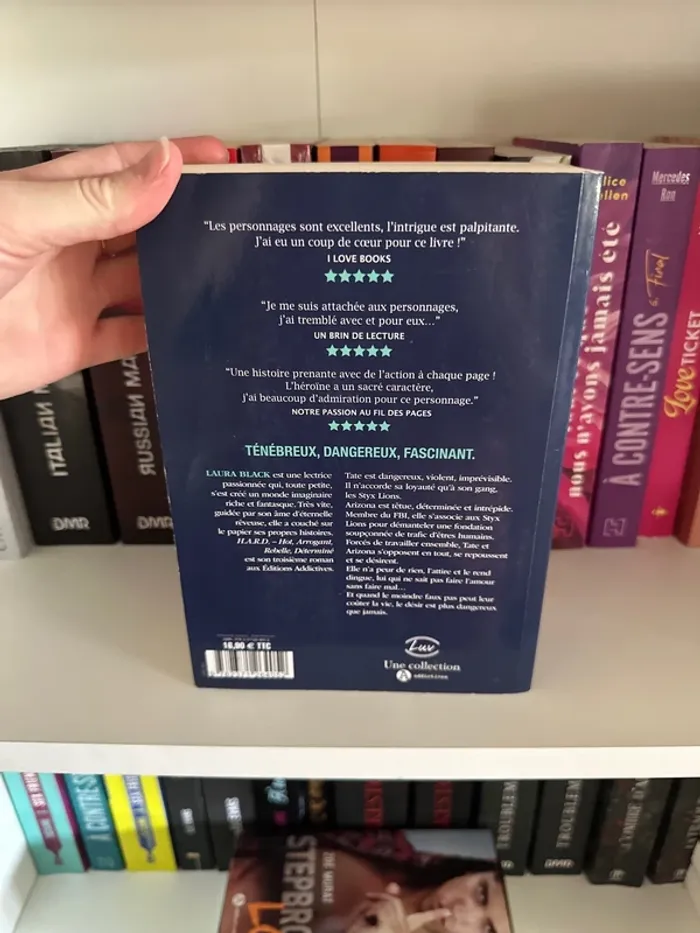 "Les personnages sont excellents, l'intrigue est palpitante.
J'ai eu un coup de cœur pour ce livre !"
I LOVE BOOKS
"Je me suis attachée aux personnages,
j'ai tremblé avec et pour eux..."
UN BRIN DE LECTURE
"Une histoire prenante avec de l'action à chaque page !
L'héroïne a un sacré caractère,
j'ai beaucoup d'admiration pour ce personnage."
NOTRE PASSION AU FIL DES PAGES
TÉNÉBREUX, DANGEREUX, FASCINANT.
LAURA BLACK est une lectrice
passionnée qui, toute petite,
s'est créé un monde imaginaire
riche et fantasque. Très vite,
guidée par son âme d'éternelle
rêveuse, elle a couché sur
le papier ses propres histoires.
H.A.R.D. – Hot, Arrogant,
Rebelle, Déterminé
est son troisième roman
aux Éditions Addictives.
Tate est dangereux, violent, imprévisible.
Il n'accorde sa loyauté qu'à son gang,
les Styx Lions.
Arizona est têtue, déterminée et intrépide.
Membre du FBI, elle s'associe aux Styx
Lions pour démanteler une fondation
soupçonnée de trafic d'êtres humains.
Forcés de travailler ensemble, Tate et
Arizona s'opposent en tout, se repoussent
et se désirent.
Elle n'a peur de rien, l'attire et le rend
dingue, lui qui ne sait pas faire l'amour
sans faire mal...
Et quand le moindre faux pas peut leur
coûter la vie, le désir est plus dangereux
que jamais.
16,90 € TTC
Luv
Une collection
addictives
ITALIAN
DMR
RUSSIAN
DMR
nous n'avons jamais été
Mercedes
Ron
À CONTRE-SENS
6 Final
Love TICKET
À CONTRE-S
TROUBLEM
TROUBLEM
DMR
STEPBRO